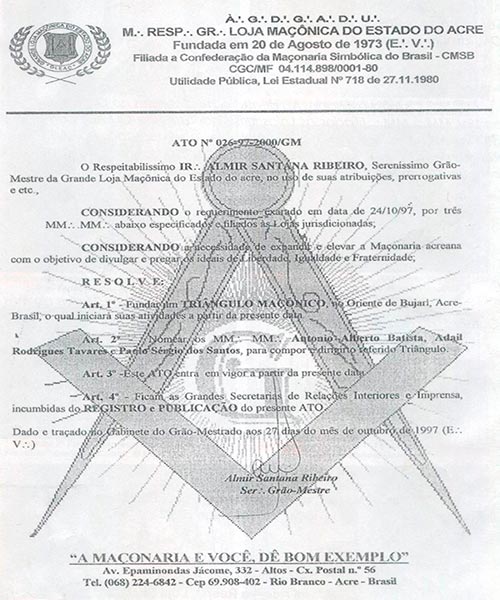 À∴ G∴ D∴ G∴ A∴ D∴ U∴
M∴ RESP∴ GR∴ LOJA MAÇÔNICA DO ESTADO DO ACRE
Fundada em 20 de Agosto de 1973 (E∴ V∴)
Filiada a Confederação da Maçonaria Simbólica do Brasil - CMSB
CGC/MF 04.114.898/0001-80
Utilidade Pública, Lei Estadual Nº 718 de 27.11.1980
ATO Nº 026-97-2000/GM
O Respeitabilissimo IR∴ ALMIR SANTANA RIBEIRO, Serenissimo Grão-
Mestre da Grande Loja Maçônica do Estado do acre, no uso de suas atribuições, prerrogativas
e etc.,
CONSIDERANDO o requerimento exarado em data de 24/10/97, por três
MM∴ MM∴ abaixo especificados e filiados às Lojas jurisdicionadas;
CONSIDERANDO a necessidade de expandir e elevar a Maçonaria acreana
com o objetivo de divulgar e pregar os ideais de Liberdade, Igualdade e Fraternidade;
R E S O L V E:
Art. 1º - Fundar um TRIANGULO MAÇÔNICO, no Oriente de Bujari, Acre-
Brasil, o qual iniciará suas atividades a partir da presente data.
Art. 2º - Nomear os MM∴ MM∴ Antonio Alberto Batista, Adail
Rodrigues Tavares e Paulo Sérgio dos Santos, para compor e dirigir o referido Triângulo.
Art. 3º -Este ATO entra em vigor a partir da presente data.
Art. 4º - Ficam as Grandes Secretarias de Relações Interiores e Imprensa,
incumbidas do REGISTRO e PUBLICAÇÃO do presente ATO.
Dado e traçado no Gabinete do Grão-Mestrado aos 27 dias do mês de outubro de 1997 (E∴
V∴)
Almir Santana Ribeiro
Ser∴ Grão-Mestre
"A MACONARIA E VOCÊ, DÊ BOM EXEMPLO"
Av. Epaminondas Jácome, 332 - Altos - Cx. Postal n.º 56
Tel. (068) 224-6842 - Cep 69.908-402 - Rio Branco - Acre - Brasil